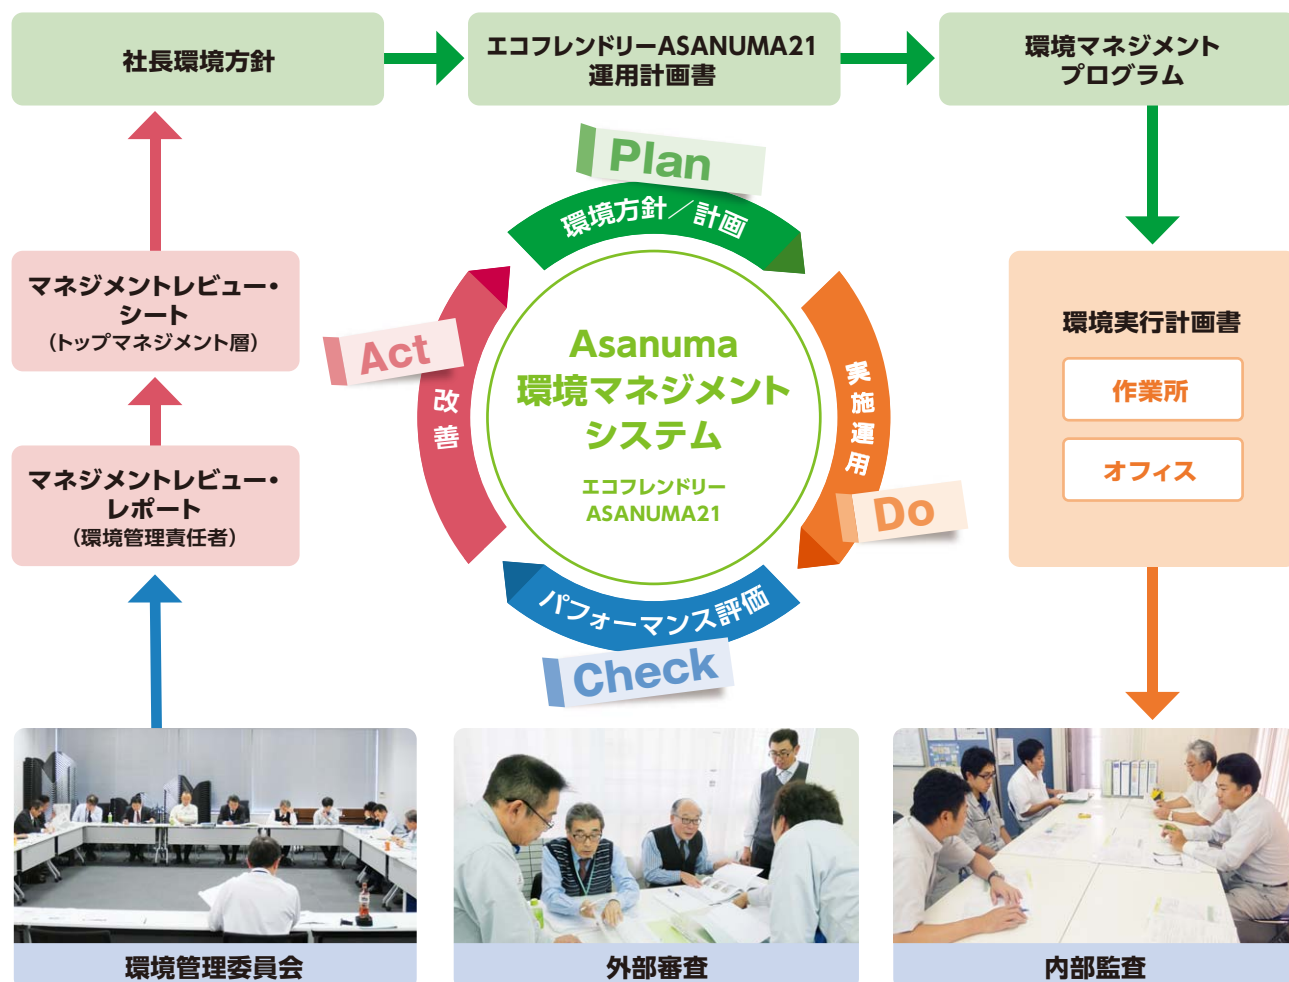 社長環境方針
エコフレンドリーASANUMA21
運用計画書
環境マネジメント
プログラム
Plan
環境方針／計画
マネジメントレビュー・
シート
（トップマネジメント層）
Act
改善
Asanuma
環境マネジメント
システム
エコフレンドリー
ASANUMA21
実施運用
Do
環境実行計画書
作業所
オフィス
マネジメントレビュー・
レポート
（環境管理責任者）
パフォーマンス評価
Check
環境管理委員会
外部審査
内部監査